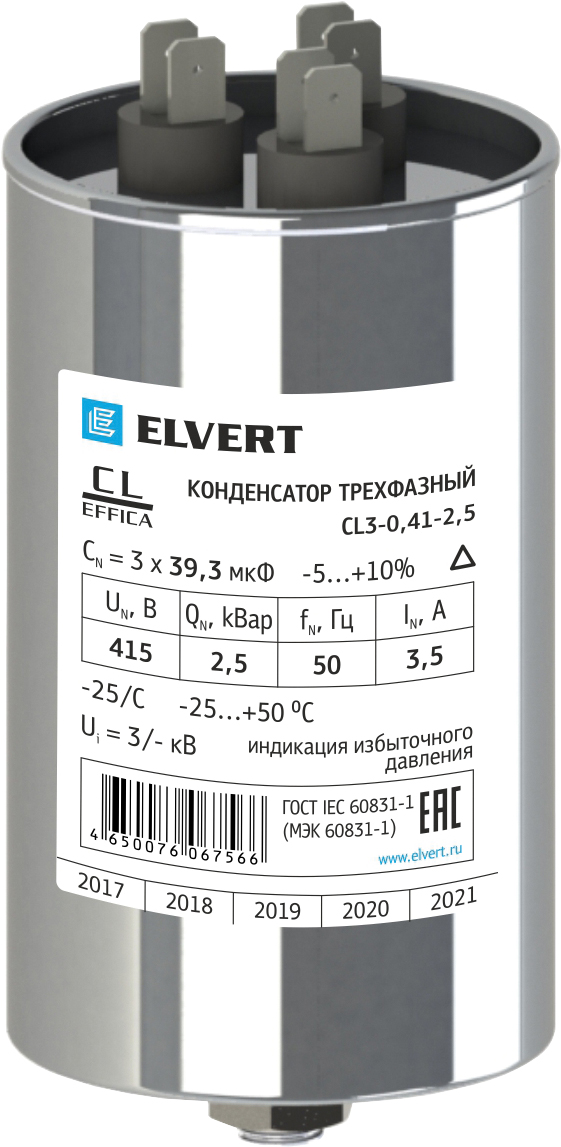 ELVERT
CL
EFFICA
КОНДЕНСАТОР ТРЕХФАЗНЫЙ
CL3-0,41-2,5
CN = 3 x 39,3 мкФ -5...+10%
UN, В QN, kВар fN, Гц IN, А
415 2,5 50 3,5
-25/C -25...+50 ⁰C
Ui = 3/- кВ
индикация избыточного
давления
ГОСТ IEC 60831-1
(МЭК 60831-1)
EAC
www.elvert.ru
4 650076 067566
2017 2018 2019 2020 2021